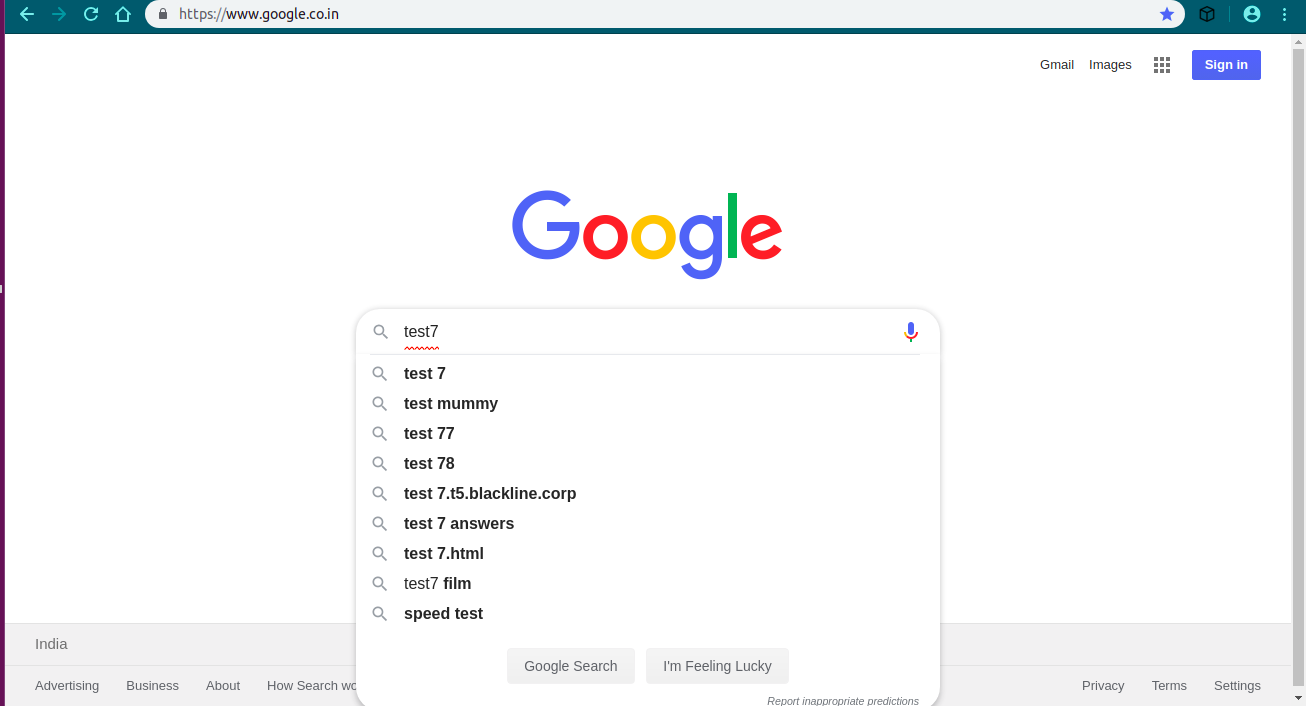 https://www.google.co.in
Gmail Images Sign in
Google
test7
test 7
test mummy
test 77
test 78
test 7.t5.blackline.corp
test 7 answers
test 7.html
test7 film
speed test
Google Search I'm Feeling Lucky
Report inappropriate predictions
India
Advertising Business About How Search Privacy Terms Settings